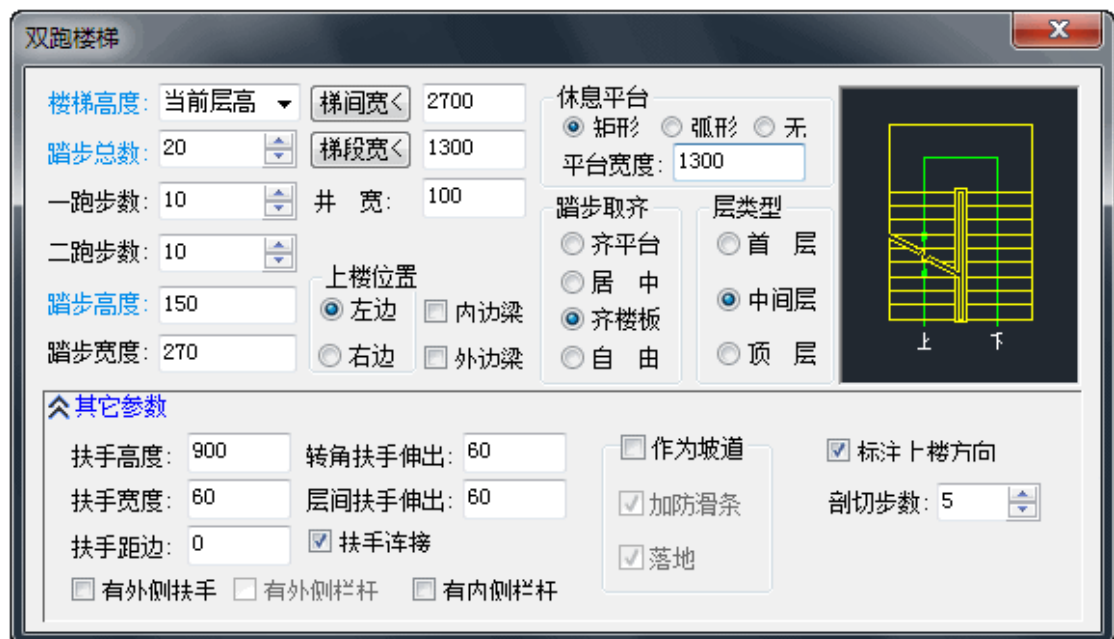 双跑楼梯
楼梯高度: 当前层高 梯间宽< 2700
踏步总数: 20 梯段宽< 1300
一跑步数: 10 井 宽: 100
二跑步数: 10
踏步高度: 150
踏步宽度: 270
上楼位置
左边 内边梁
右边 外边梁
休息平台
矩形 弧形 无
平台宽度: 1300
踏步取齐
齐平台
居 中
齐楼板
自 由
层类型
首 层
中间层
顶 层
上 下
其它参数
扶手高度: 900 转角扶手伸出: 60
扶手宽度: 60 层间扶手伸出: 60
扶手距边: 0 扶手连接
有外侧扶手 有外侧栏杆 有内侧栏杆
作为坡道
加防滑条
落地
标注上楼方向
剖切步数: 5